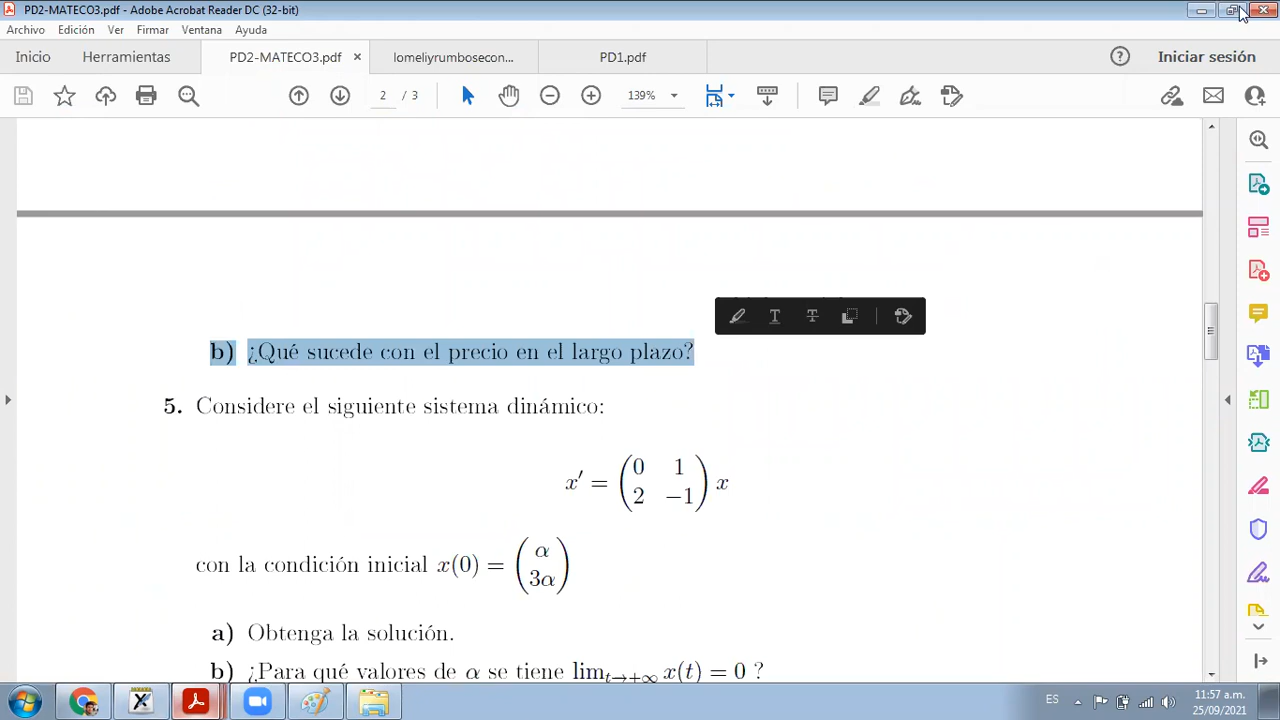 PD2-MATECO3.pdf - Adobe Acrobat Reader DC (32-bit)
Archivo Edición Ver Firmar Ventana Ayuda
Inicio Herramientas PD2-MATECO3.pdf × lomeliyrumbosecon... PD1.pdf Iniciar sesión
2 / 3 139%
b) ¿Qué sucede con el precio en el largo plazo?
5. Considere el siguiente sistema dinámico:
x′ = (0 1
2 −1) x
con la condición inicial x(0) = (α
3α)
a) Obtenga la solución.
b) ¿Para qué valores de α se tiene lim_{t→+∞} x(t) = 0 ?
ES 11:57 a.m.
25/09/2021